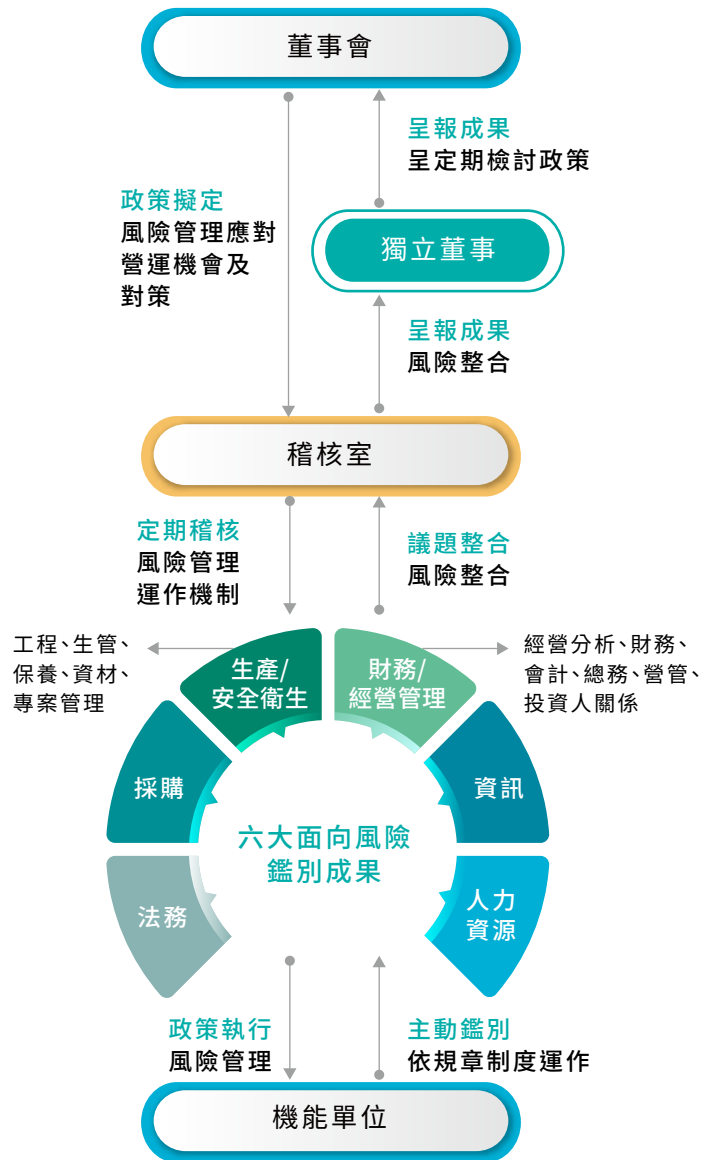 董事會
呈報成果
呈定期檢討政策
政策擬定
風險管理應對
營運機會及
對策
獨立董事
呈報成果
風險整合
稽核室
定期稽核
風險管理
運作機制
議題整合
風險整合
工程、生管、
保養、資材、
專案管理
生產/
安全衛生
財務/
經營管理
經營分析、財務、
會計、總務、營管、
投資人關係
採購
資訊
六大面向風險
鑑別成果
法務
人力
資源
政策執行
風險管理
主動鑑別
依規章制度運作
機能單位